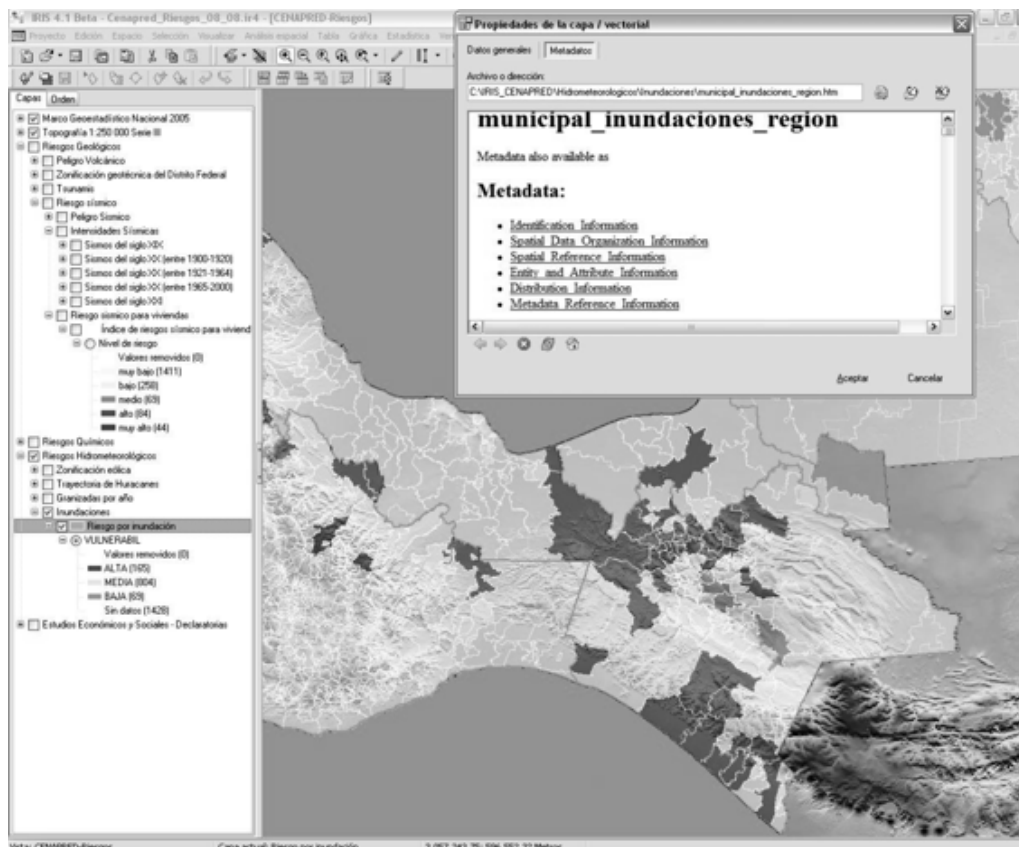 IRIS 4.1 Beta - Cenapred_Riesgos_08_08.ir4 - [CENAPRED-Riesgos]
Proyecto Edición Espacio Selección Visualizar Análisis espacial Tabla Gráfica Estadística
Capas Orden
Marco Geoestadístico Nacional 2005
Topografía 1:250 000 Serie III
Riesgos Geológicos
Peligro Volcánico
Zonificación geotécnica del Distrito Federal
Tsunamis
Riesgo sísmico
Peligro Sísmico
Intensidades Sísmicas
Sismos del siglo XIX
Sismos del siglo XX (entre 1900-1920)
Sismos del siglo XX (entre 1921-1964)
Sismos del siglo XX (entre 1965-2000)
Sismos del siglo XXI
Riesgo sísmico para viviendas
Índice de riesgos sísmico para viviend
Nivel de riesgo
Valores removidos (0)
muy bajo (1411)
bajo (258)
medio (69)
alto (84)
muy alto (44)
Riesgos Químicos
Riesgos Hidrometeorológicos
Zonificación eólica
Trayectoria de Huracanes
Granizadas por año
Inundaciones
Riesgo por inundación
VULNERABIL
Valores removidos (0)
ALTA (165)
MEDIA (804)
BAJA (69)
Sin datos (1428)
Estudios Económicos y Sociales - Declaratorias
Propiedades de la capa / vectorial
Datos generales Metadatos
Archivo o dirección:
C:\IRIS_CENAPRED\Hidrometeorologicos\Inundaciones\municipal_inundaciones_region.htm
municipal_inundaciones_region
Metadata also available as
Metadata:
Identification_Information
Spatial_Data_Organization_Information
Spatial_Reference_Information
Entity_and_Attribute_Information
Distribution_Information
Metadata_Reference_Information
Aceptar Cancelar
Vista: CENAPRED-Riesgos Capa actual: Riesgo por inundación